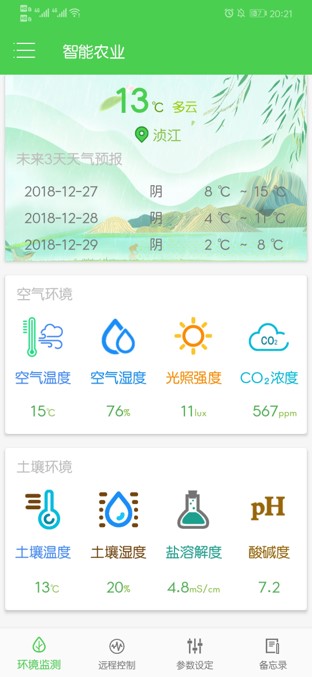 20:21
智能农业
13℃ 多云
浈江
未来3天天气预报
2018-12-27 阴 8 ℃ ~ 15 ℃
2018-12-28 阴 4 ℃ ~ 11 ℃
2018-12-29 阴 2 ℃ ~ 8 ℃
空气环境
CO₂
空气温度 空气湿度 光照强度 CO₂浓度
15℃ 76% 11lux 567ppm
土壤环境
pH
土壤温度 土壤湿度 盐溶解度 酸碱度
13℃ 20% 4.8mS/cm 7.2
环境监测 远程控制 参数设定 备忘录